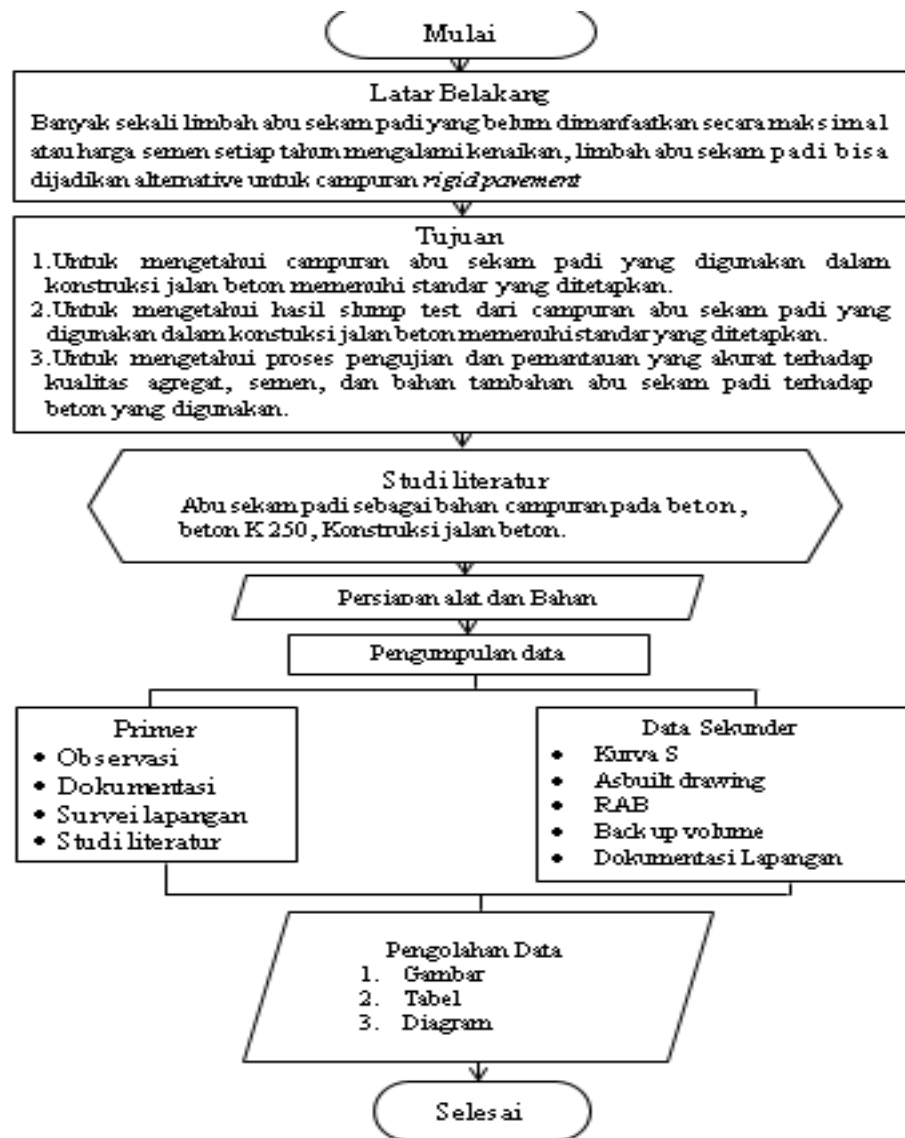 Mulai
Latar Belakang
Banyak sekali limbah abu sekam padi yang belum dimanfaatkan secara maksimal
atau harga semen setiap tahun mengalami kenaikan, limbah abu sekam padi bisa
dijadikan alternative untuk campuran rigid pavement
Tujuan
1.Untuk mengetahui campuran abu sekam padi yang digunakan dalam
konstruksi jalan beton memenuhi standar yang ditetapkan.
2.Untuk mengetahui hasil slump test dari campuran abu sekam padi yang
digunakan dalam konstuksi jalan beton memenuhi standar yang ditetapkan.
3.Untuk mengetahui proses pengujian dan pemantauan yang akurat terhadap
kualitas agregat, semen, dan bahan tambahan abu sekam padi terhadap
beton yang digunakan.
Studi literatur
Abu sekam padi sebagai bahan campuran pada beton,
beton K 250, Konstruksi jalan beton.
Persiapan alat dan Bahan
Pengumpulan data
Primer
• Observasi
• Dokumentasi
• Survei lapangan
• Studi literatur
Data Sekunder
• Kurva S
• Asbuilt drawing
• RAB
• Back up volume
• Dokumentasi Lapangan
Pengolahan Data
1. Gambar
2. Tabel
3. Diagram
Selesai